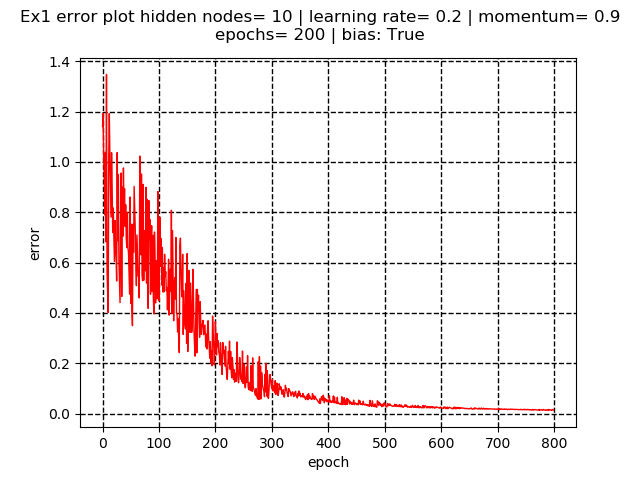 Ex1 error plot hidden nodes= 10 | learning rate= 0.2 | momentum= 0.9
epochs= 200 | bias: True
1.4
1.2
1.0
0.8
0.6
0.4
0.2
0.0
error
0 100 200 300 400 500 600 700 800
epoch